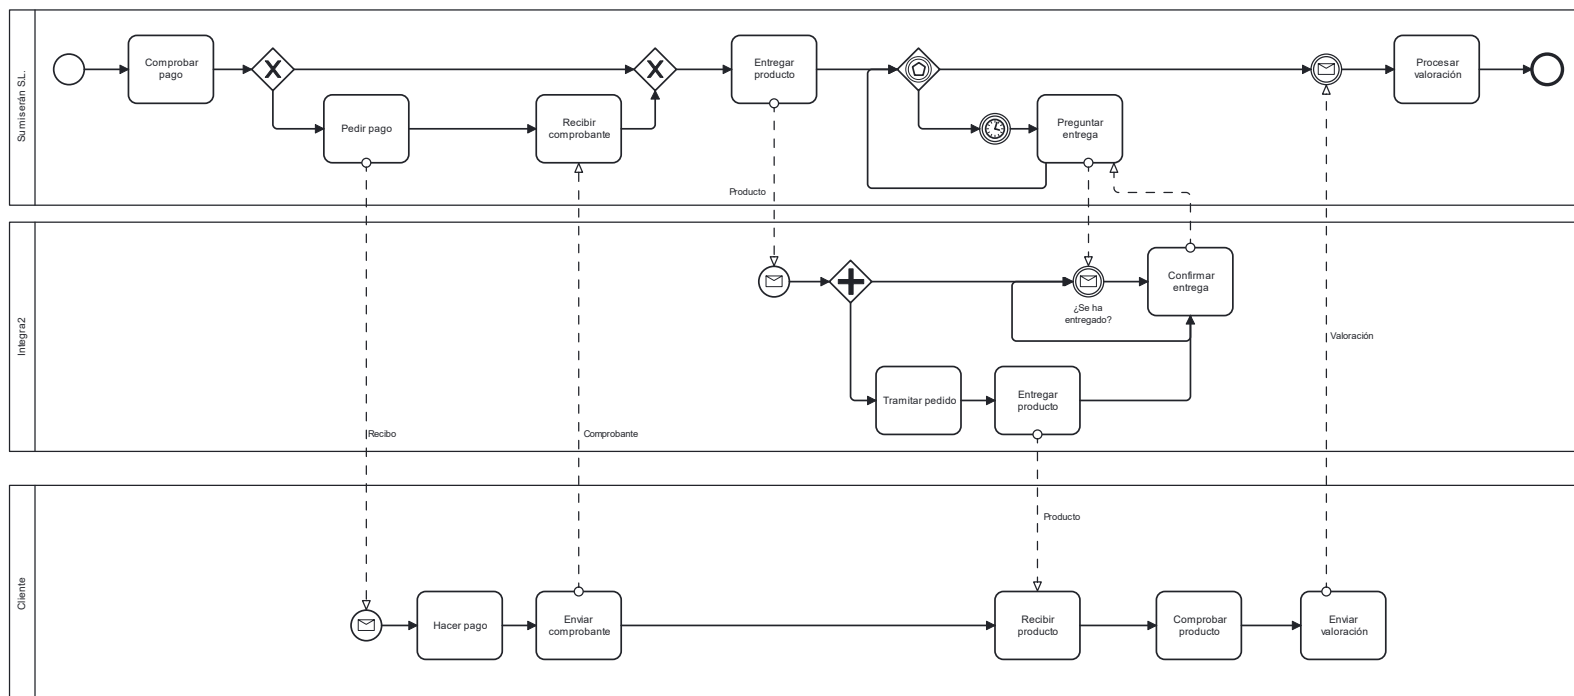 Sumiserán S.L.
Comprobar
pago
Pedir pago
Recibir
comprobante
Entregar
producto
Preguntar
entrega
Procesar
valoración
Producto
Integra2
¿Se ha
entregado?
Confirmar
entrega
Valoración
Tramitar pedido
Entregar
producto
Recibo
Comprobante
Producto
Cliente
Hacer pago
Enviar
comprobante
Recibir
producto
Comprobar
producto
Enviar
valoración